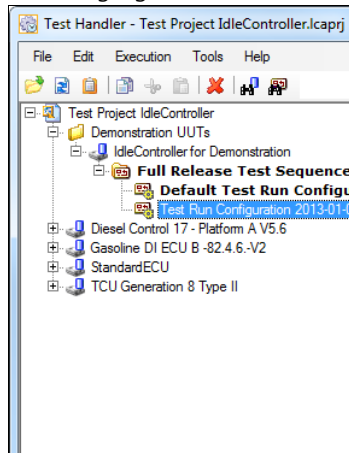 Test Handler - Test Project IdleController.lcaprj
File Edit Execution Tools Help
Test Project IdleController
Demonstration UUTs
IdleController for Demonstration
Full Release Test Sequence
Default Test Run Configu
Test Run Configuration 2013-01-0
Diesel Control 17 - Platform A V5.6
Gasoline DI ECU B -82.4.6.-V2
StandardECU
TCU Generation 8 Type II